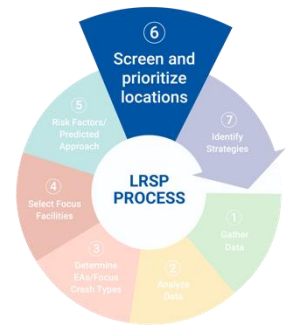 6
Screen and
prioritize
locations
7
Identify
Strategies
1
Gather
Data
2
Analyze
Data
3
Determine
EAs/Focus
Crash Types
4
Select Focus
Facilities
5
Risk Factors/
Predicted
Approach
LRSP
PROCESS